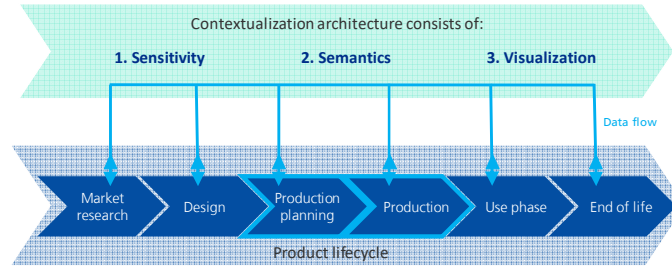 Contextualization architecture consists of:
1. Sensitivity 2. Semantics 3. Visualization
Data flow
Market research
Design
Production planning
Production
Use phase
End of life
Product lifecycle